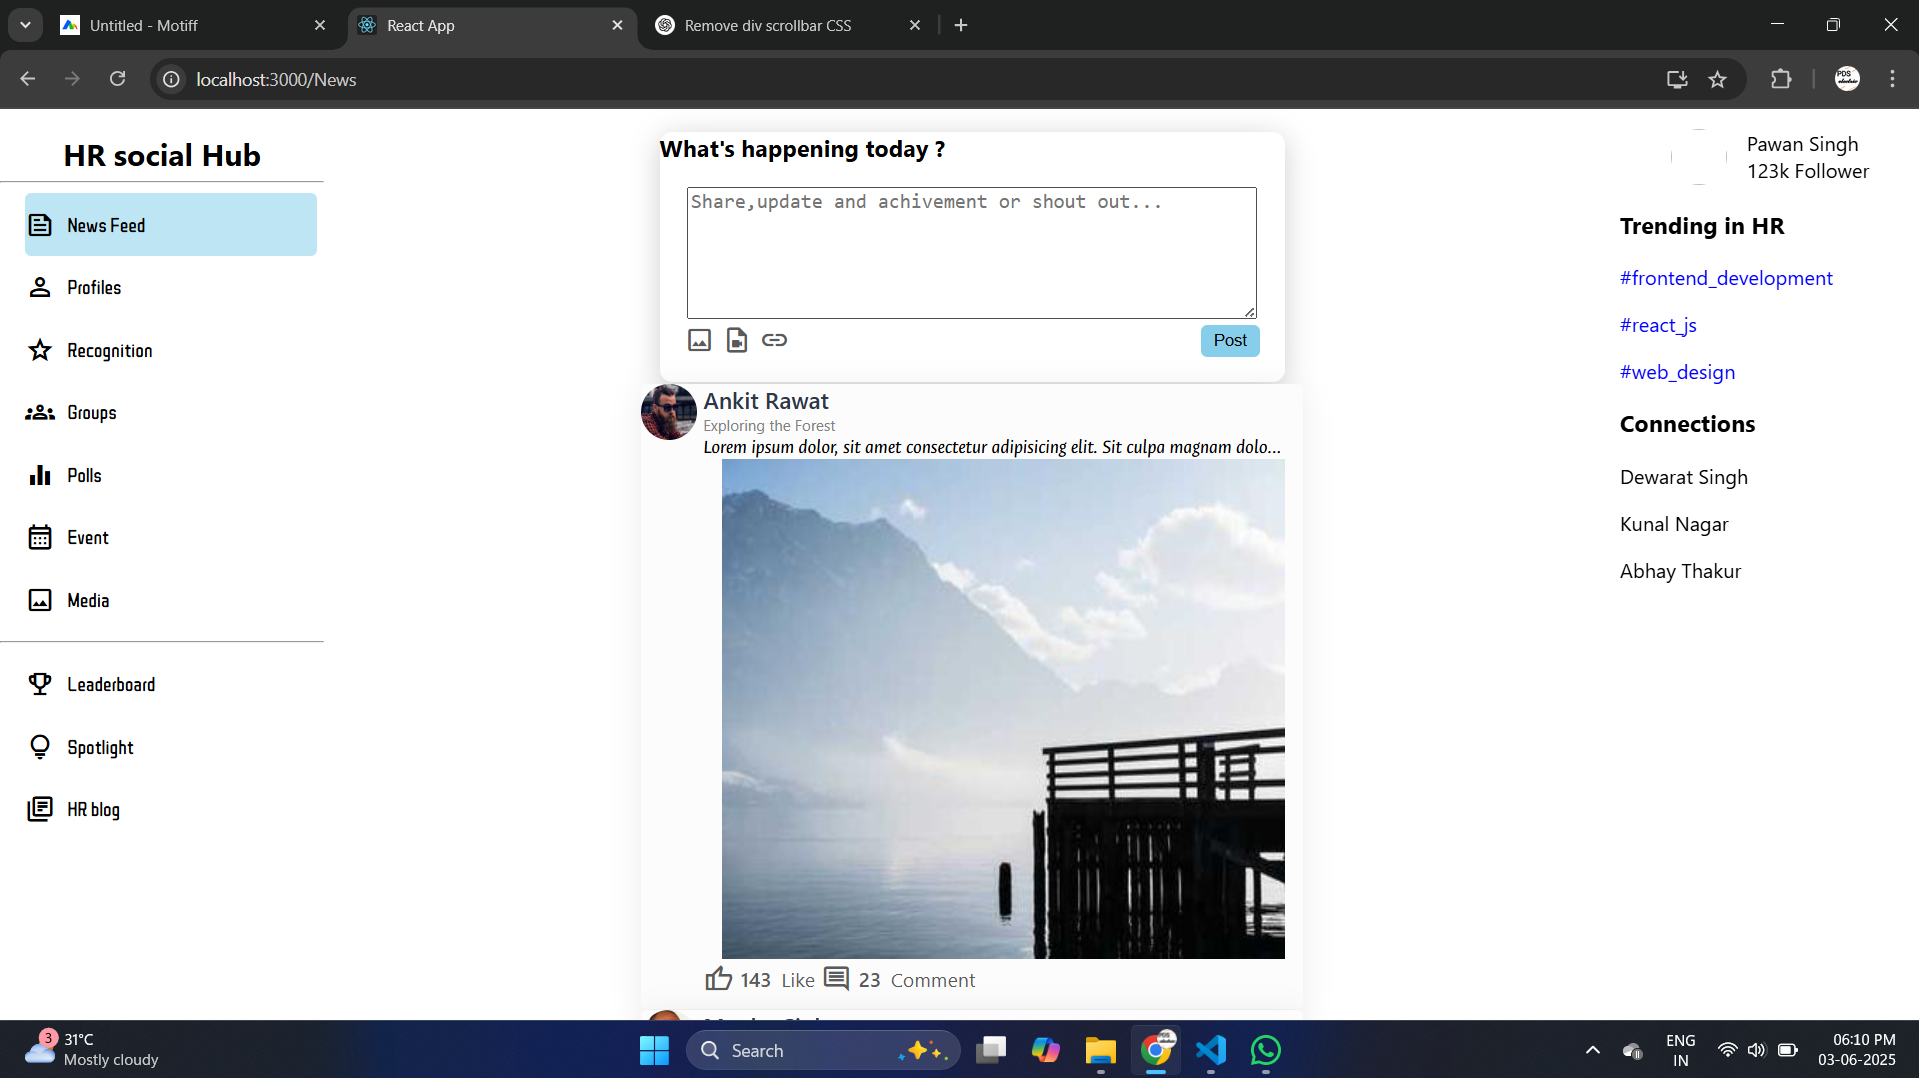 Untitled - Motiff
React App
Remove div scrollbar CSS
localhost:3000/News
PDS
HR social Hub
News Feed
Profiles
Recognition
Groups
Polls
Event
Media
Leaderboard
Spotlight
HR blog
What's happening today ?
Share,update and achivement or shout out...
Post
Ankit Rawat
Exploring the Forest
Lorem ipsum dolor, sit amet consectetur adipisicing elit. Sit culpa magnam dolo...
143 Like 23 Comment
Pawan Singh
123k Follower
Trending in HR
#frontend_development
#react_js
#web_design
Connections
Dewarat Singh
Kunal Nagar
Abhay Thakur
3
31°C
Mostly cloudy
Search
ENG
IN
06:10 PM
03-06-2025